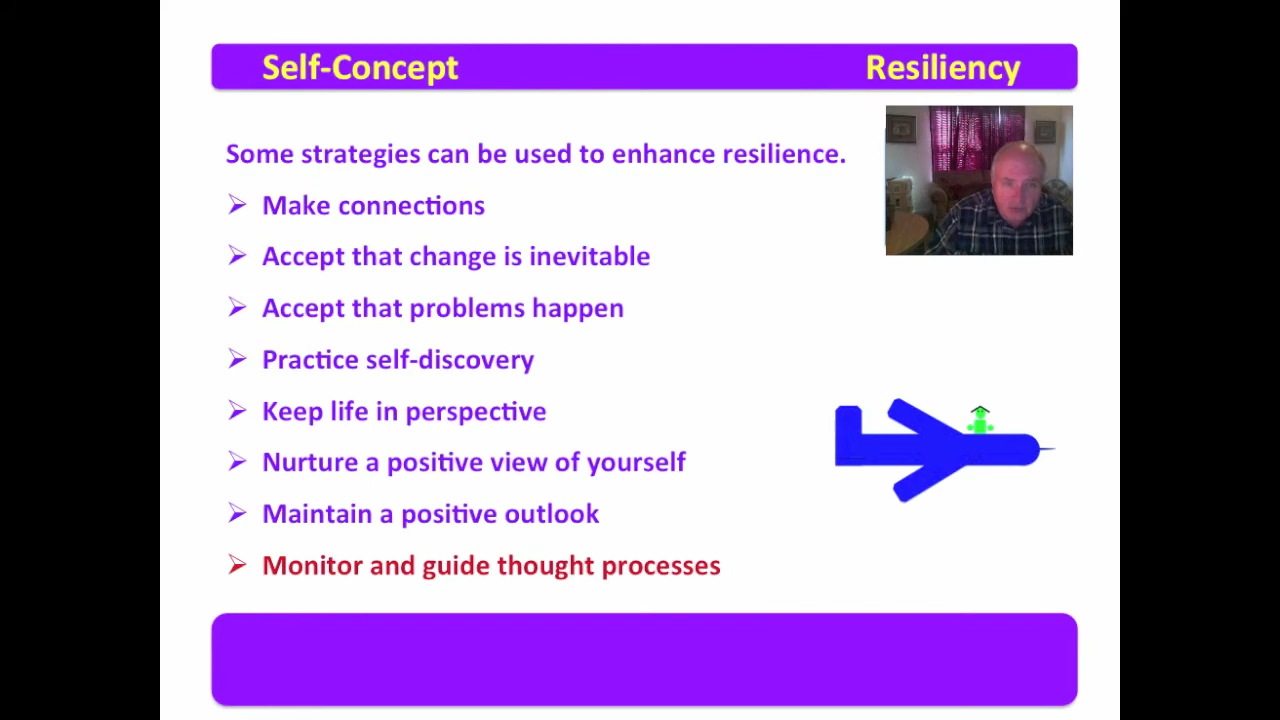 Self-Concept Resiliency
Some strategies can be used to enhance resilience.
Make connections
Accept that change is inevitable
Accept that problems happen
Practice self-discovery
Keep life in perspective
Nurture a positive view of yourself
Maintain a positive outlook
Monitor and guide thought processes